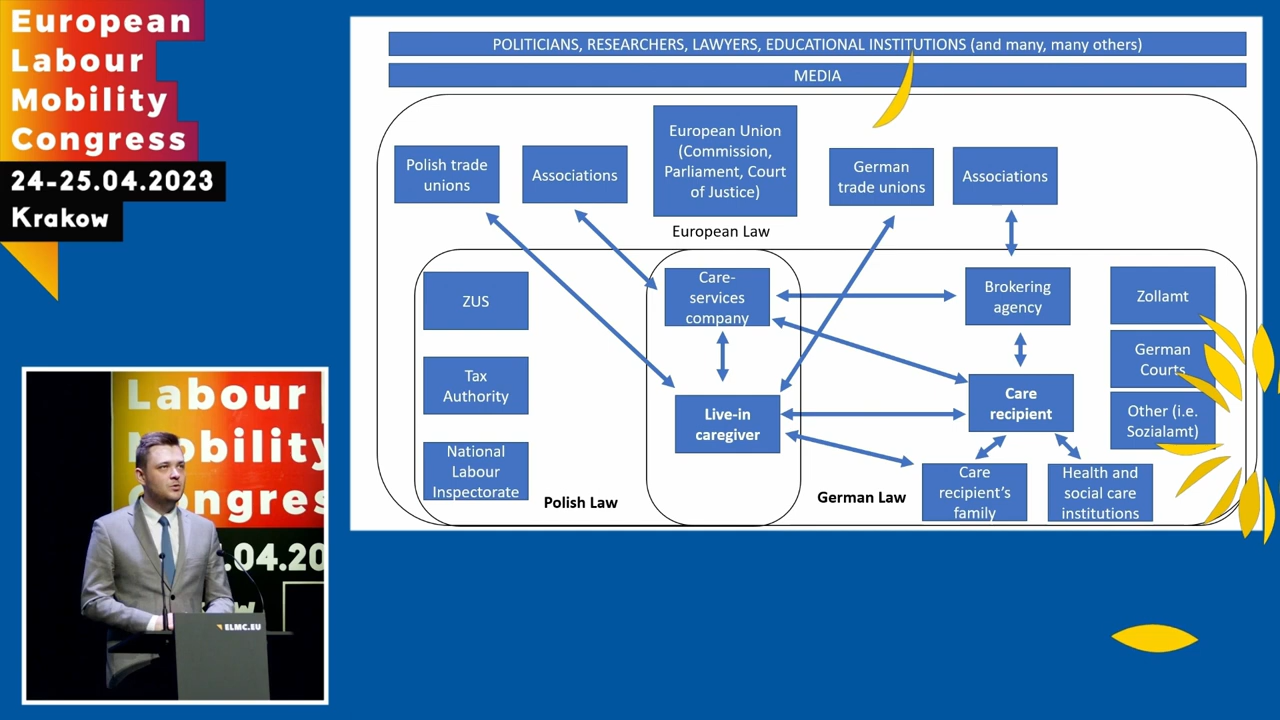 European
Labour
Mobility
Congress
24-25.04.2023
Krakow
POLITICIANS, RESEARCHERS, LAWYERS, EDUCATIONAL INSTITUTIONS (and many, many others)
MEDIA
Polish trade
unions
Associations
European Union
(Commission,
Parliament, Court
of Justice)
German
trade unions
Associations
European Law
ZUS
Care-
services
company
Brokering
agency
Zollamt
German
Courts
Tax
Authority
Live-in
caregiver
Care
recipient
Other (i.e.
Sozialamt)
National
Labour
Inspectorate
Polish Law
German Law
Care
recipient's
family
Health and
social care
institutions
Labour
Mobility
Congres
.04.20
ELMC.EU